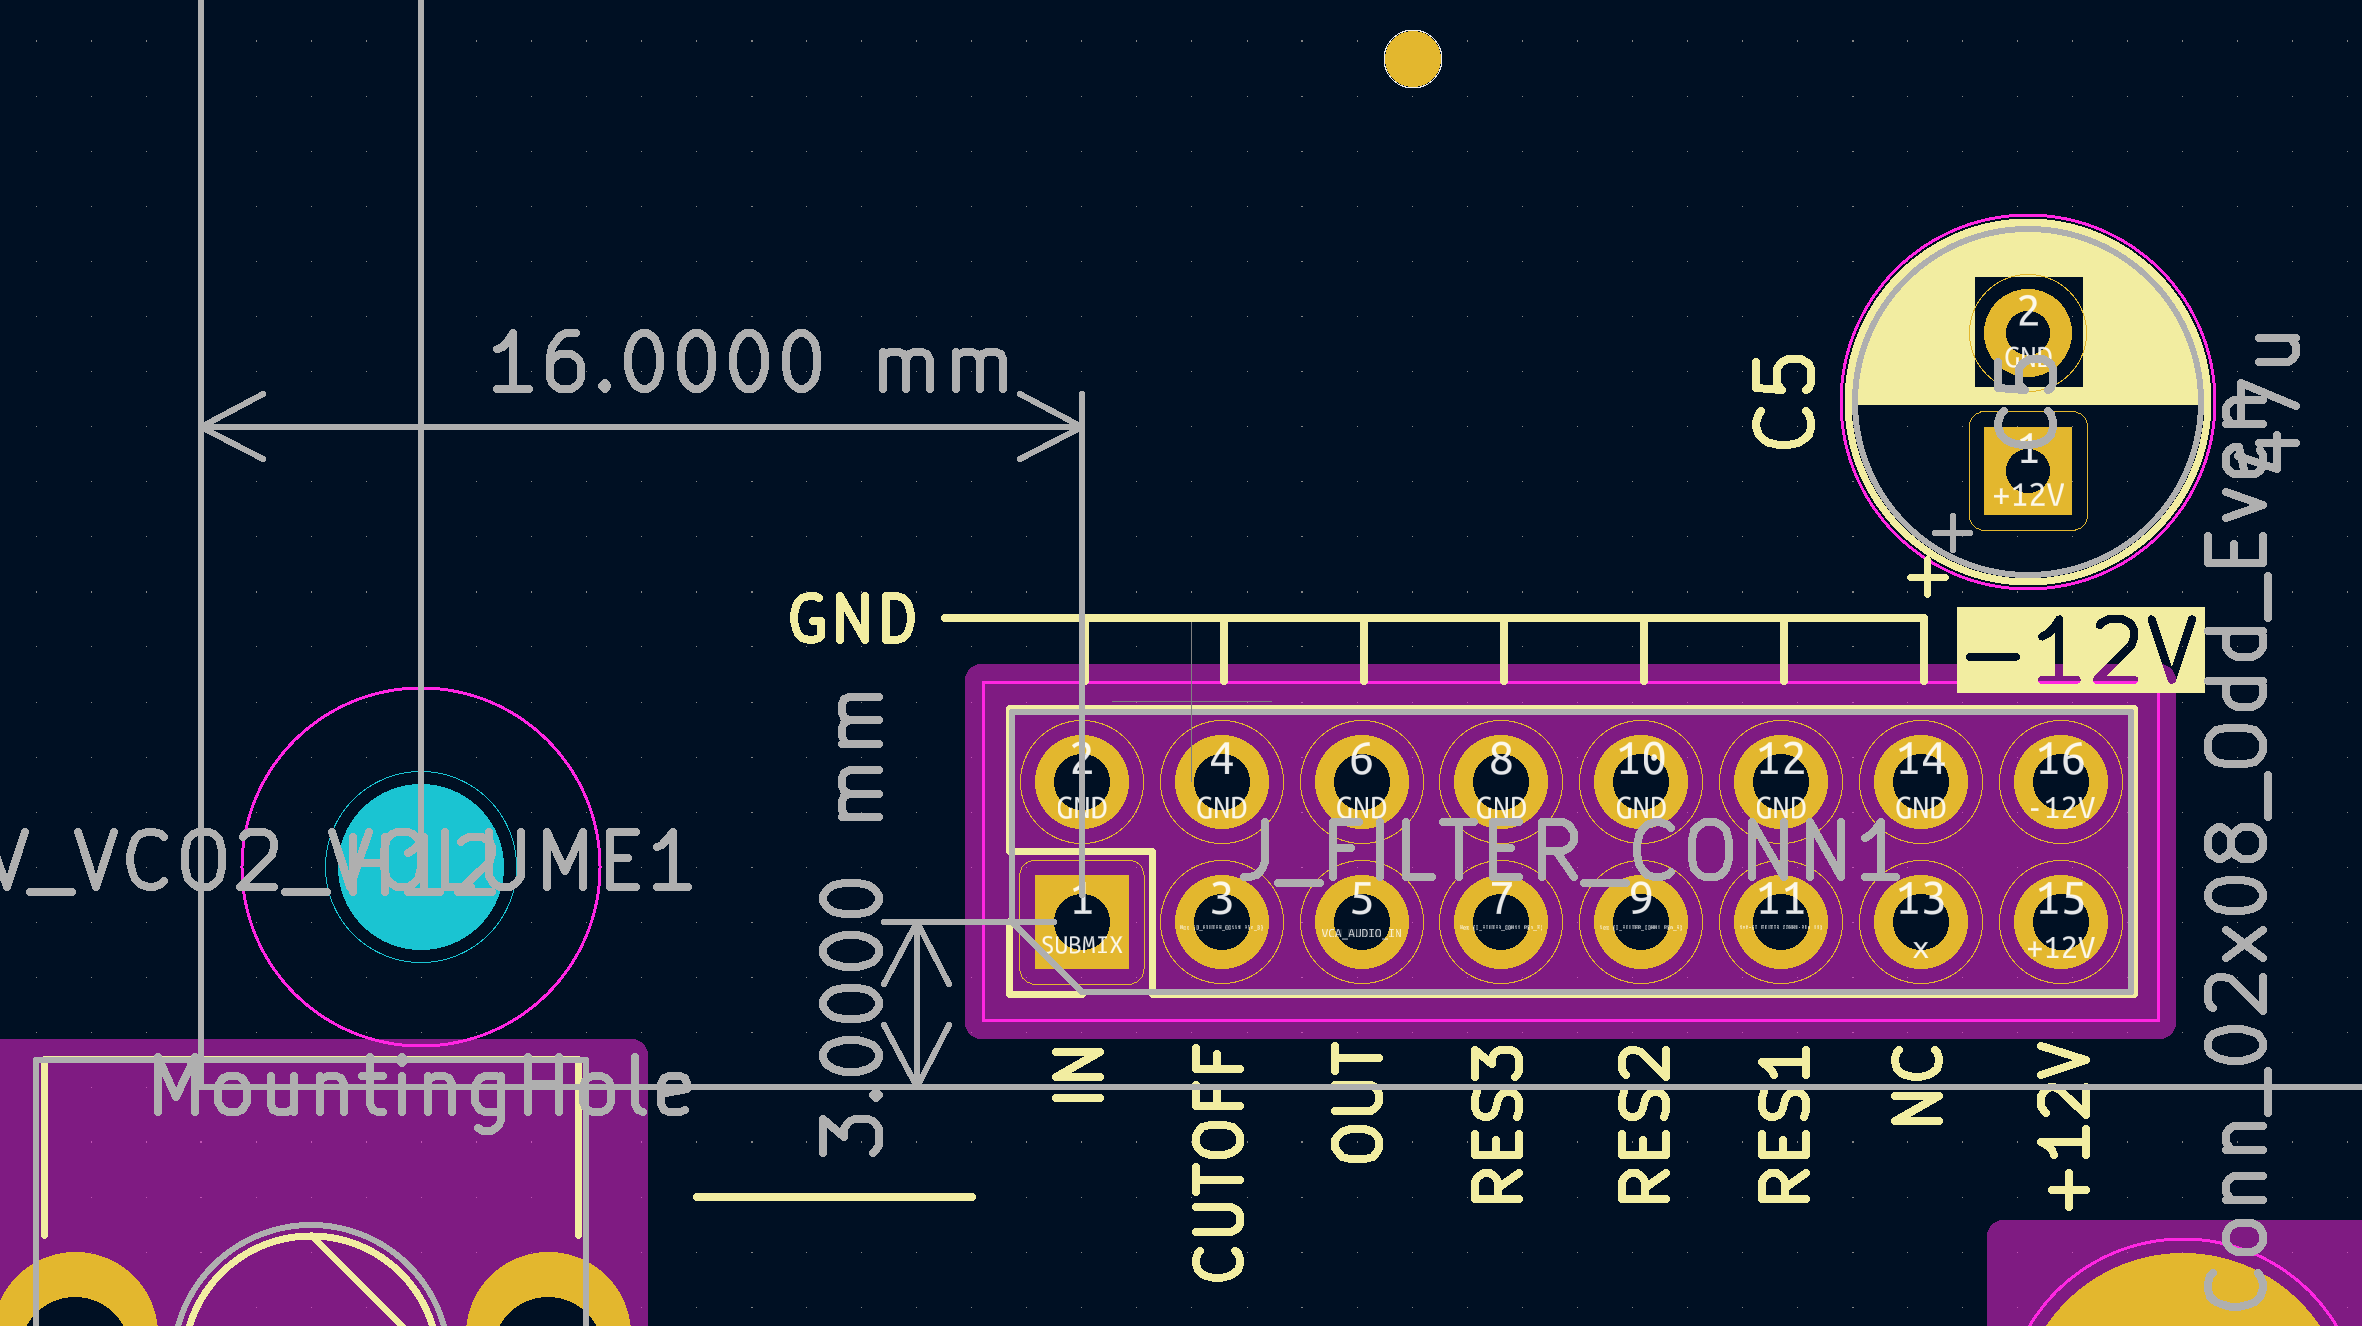 16.0000 mm
C5
2
GND
C5
1
+12V
+
+
47u
GND
-12V
3.0000 mm
2
GND
4
GND
6
GND
8
GND
10
GND
12
GND
14
GND
16
-12V
J_FILTER_CONN1
1
SUBMIX
3
5
VCA_AUDIO_IN
7
9
11
13
x
15
+12V
V_VCO2_VOLUME1
H12
MountingHole
IN
CUTOFF
OUT
RES3
RES2
RES1
NC
+12V
Conn_02x08_Odd_Even